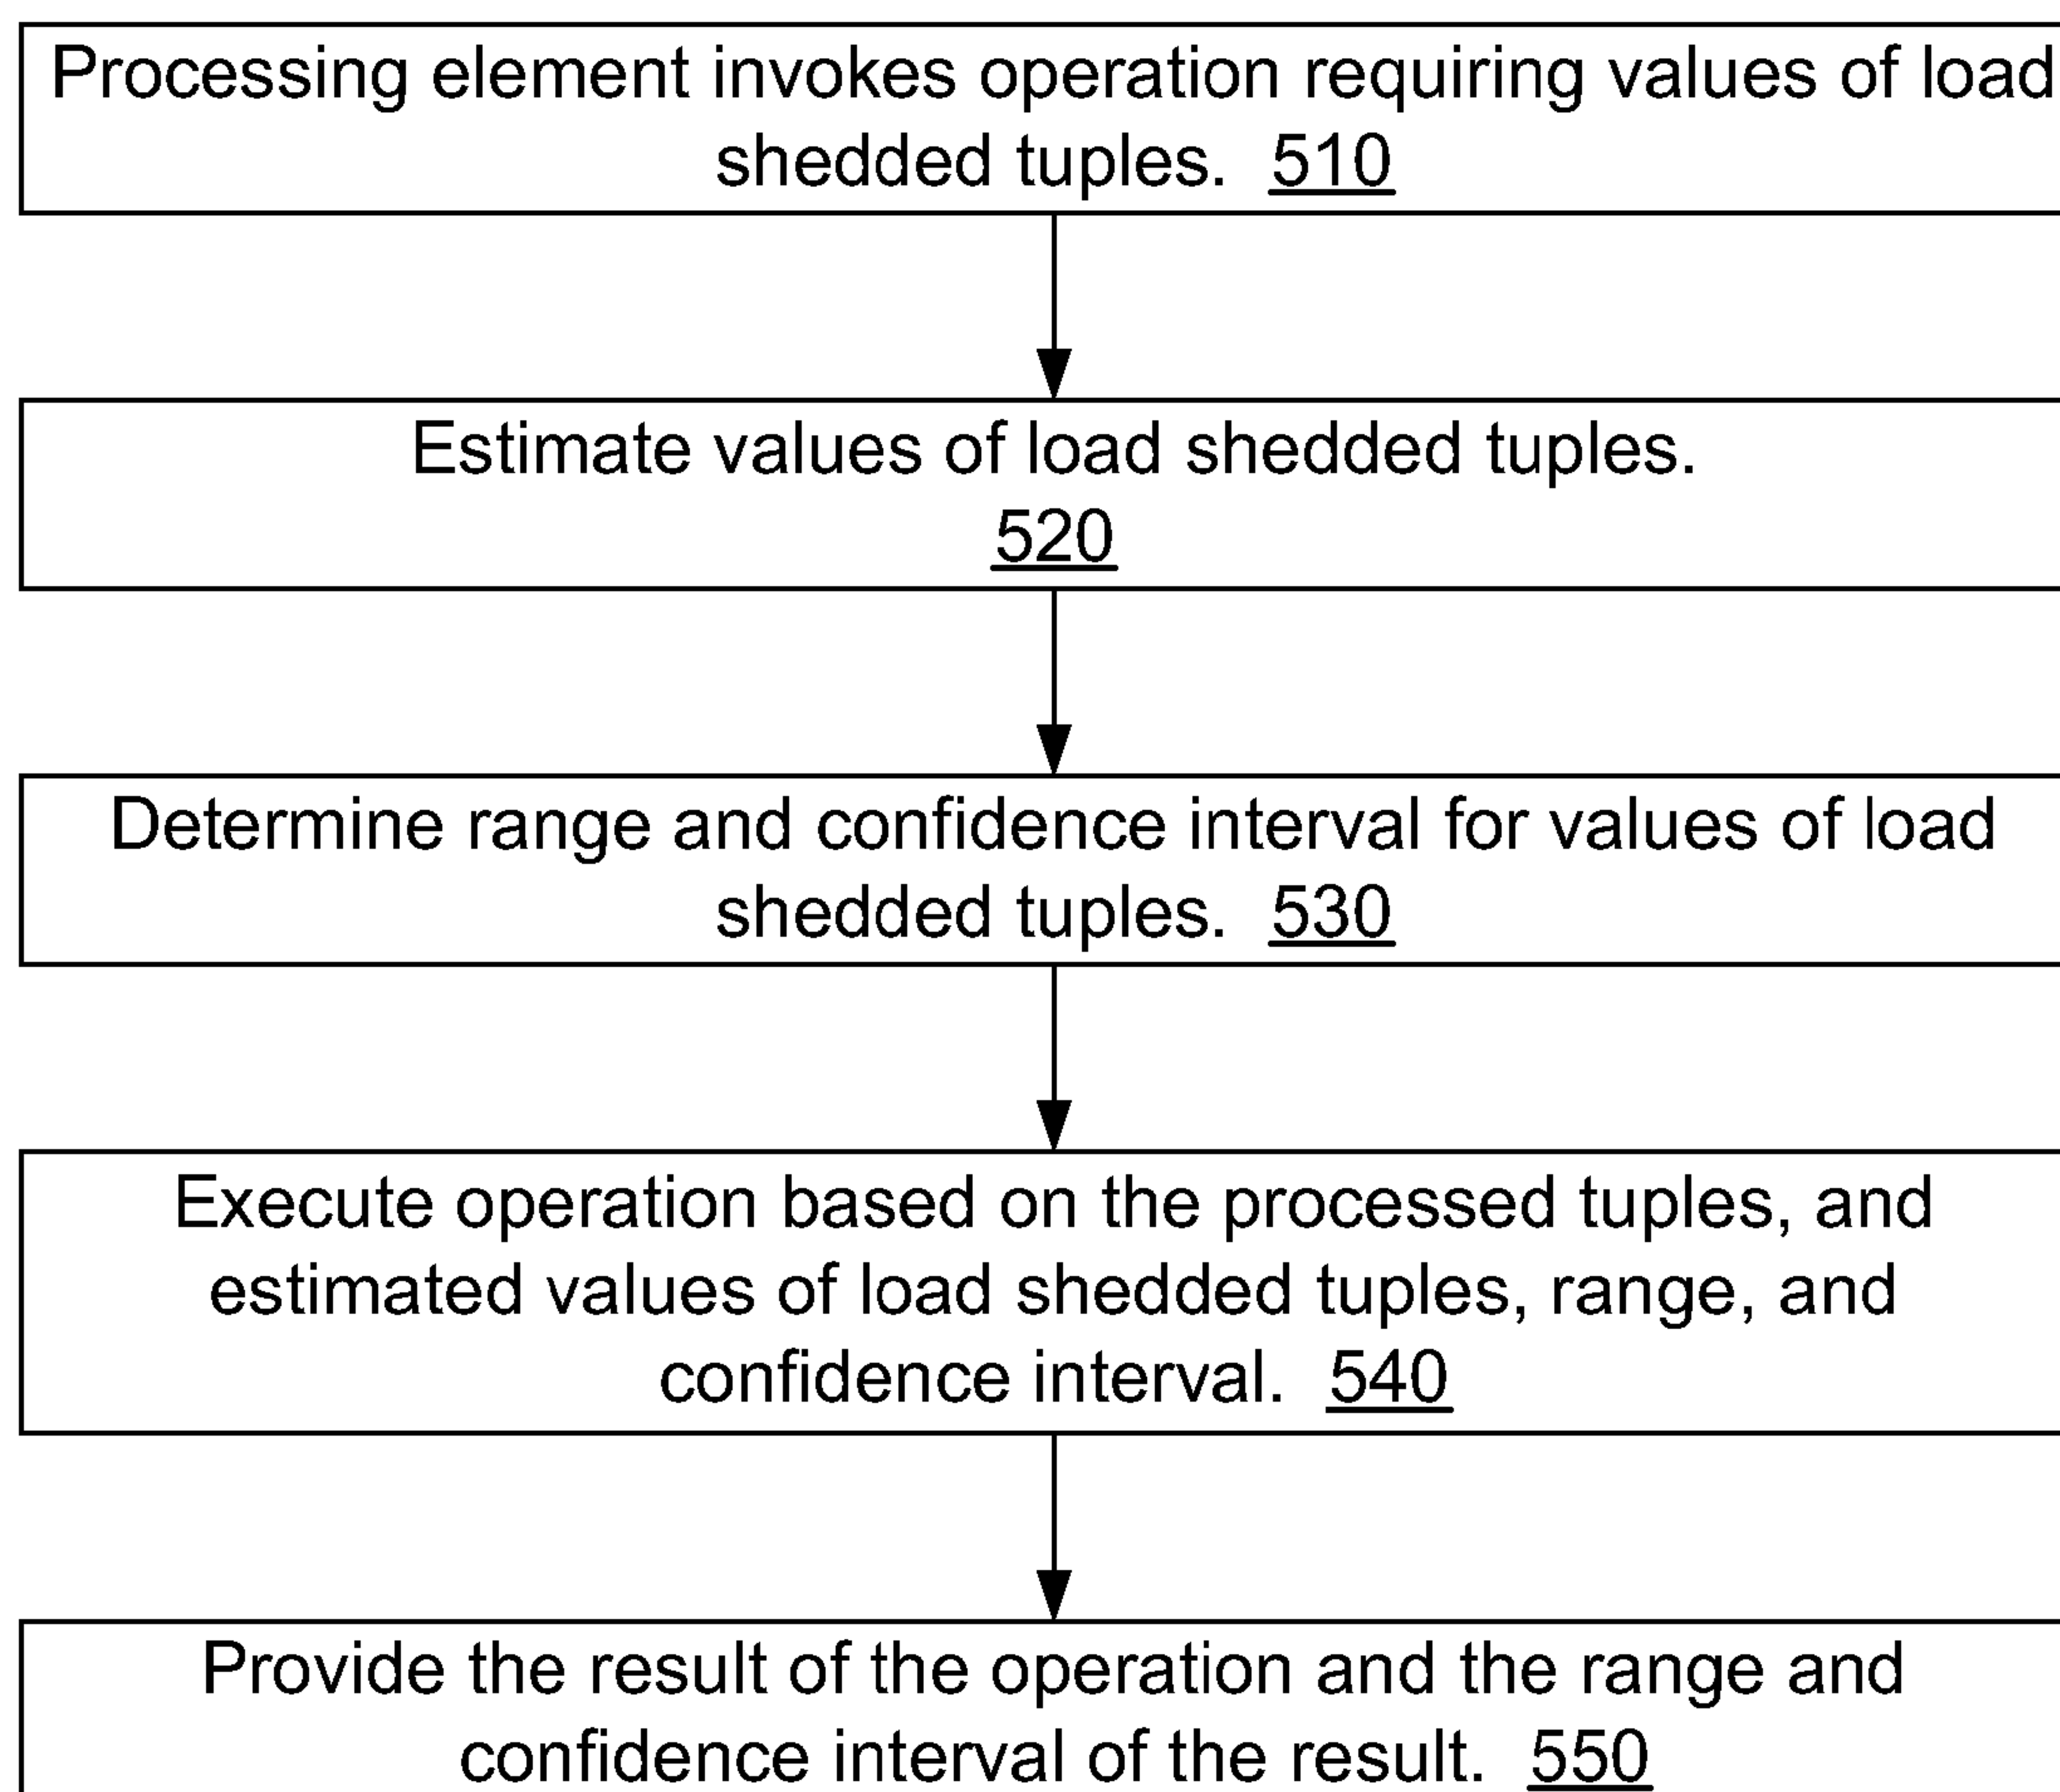 Processing element invokes operation requiring values of load
shedded tuples. 510
Estimate values of load shedded tuples.
520
Determine range and confidence interval for values of load
shedded tuples. 530
Execute operation based on the processed tuples, and
estimated values of load shedded tuples, range, and
confidence interval. 540
Provide the result of the operation and the range and
confidence interval of the result. 550